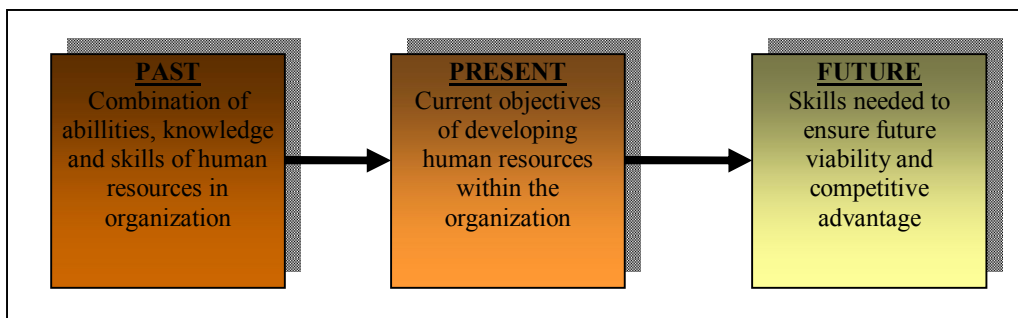 PAST
Combination of
abillities, knowledge
and skills of human
resources in
organization
PRESENT
Current objectives
of developing
human resources
within the
organization
FUTURE
Skills needed to
ensure future
viability and
competitive
advantage